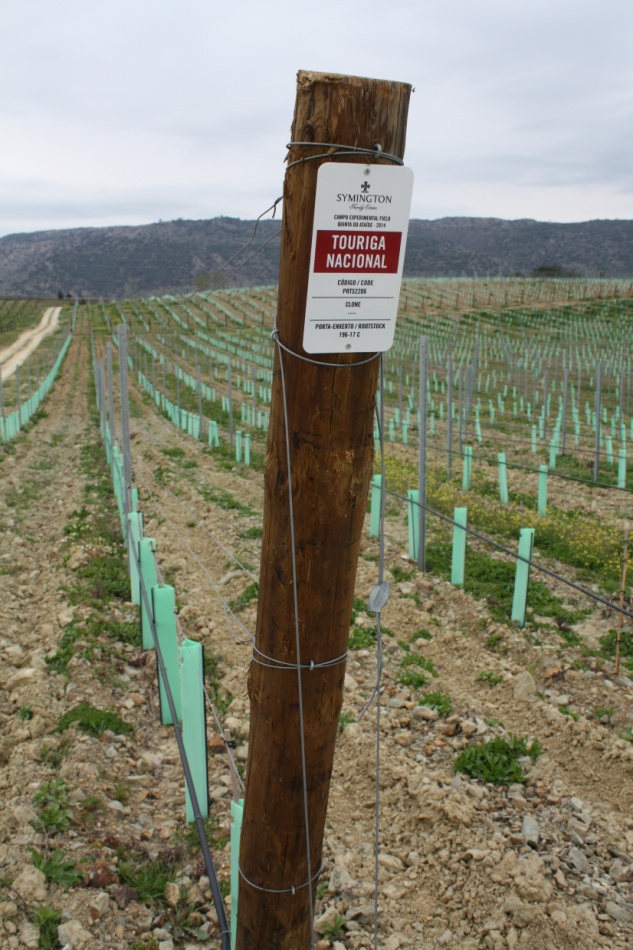 SYMINGTON
Family Estates
CAMPO EXPERIMENTAL FIELD
QUINTA DO ATAÍDE · 2014
TOURIGA
NACIONAL
CÓDIGO / CODE
PRT52206
CLONE
—
PORTA-ENXERTO / ROOTSTOCK
196-17 C